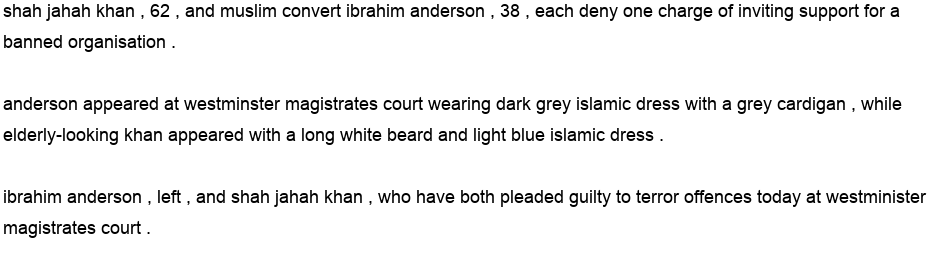 shah jahah khan , 62 , and muslim convert ibrahim anderson , 38 , each deny one charge of inviting support for a
banned organisation .
anderson appeared at westminster magistrates court wearing dark grey islamic dress with a grey cardigan , while
elderly-looking khan appeared with a long white beard and light blue islamic dress .
ibrahim anderson , left , and shah jahah khan , who have both pleaded guilty to terror offences today at westminister
magistrates court .